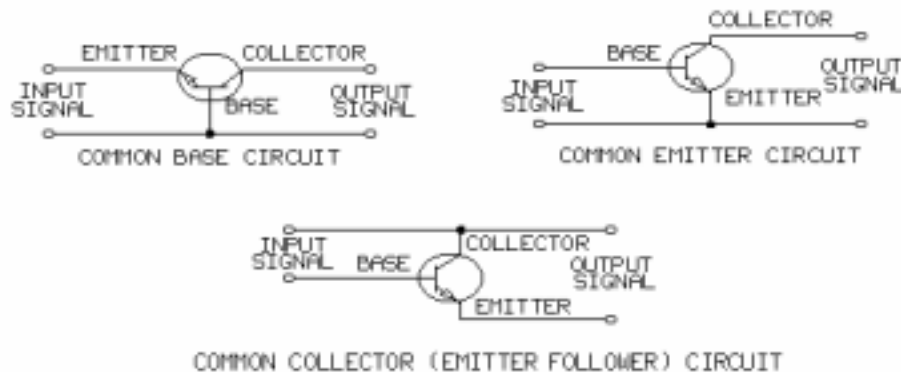 EMITTER COLLECTOR
INPUT SIGNAL
BASE
OUTPUT SIGNAL
COMMON BASE CIRCUIT
COLLECTOR
BASE
INPUT SIGNAL
OUTPUT SIGNAL
EMITTER
COMMON EMITTER CIRCUIT
INPUT SIGNAL
COLLECTOR
BASE
OUTPUT SIGNAL
EMITTER
COMMON COLLECTOR (EMITTER FOLLOWER) CIRCUIT